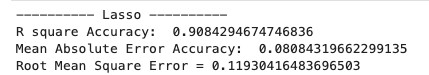 ---------- Lasso ----------
R square Accuracy:  0.9084294674746836
Mean Absolute Error Accuracy:  0.08084319662299135
Root Mean Square Error = 0.11930416483696503